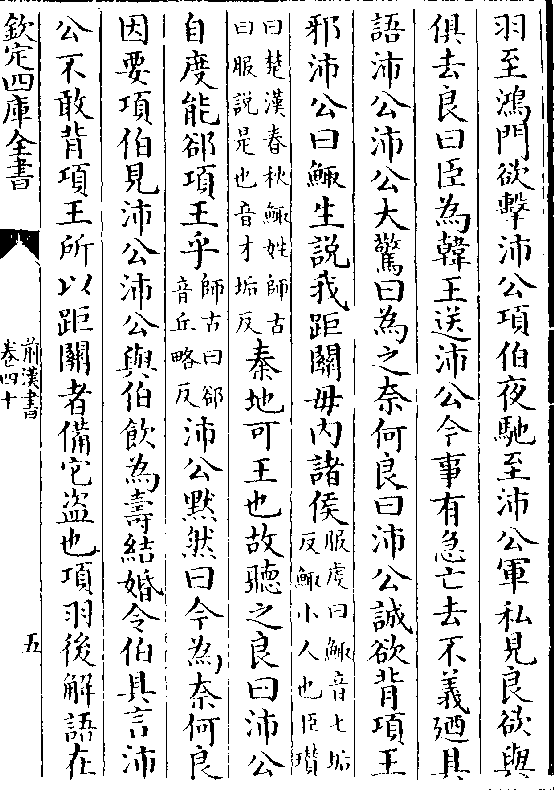 羽至鴻門欲擊沛公項伯夜馳至沛公軍私見良欲與
俱去良曰臣為韓王送沛公今事有急亡去不義廼具
語沛公沛公大驚曰為之奈何良曰沛公誠欲背項王
邪沛公曰鯫生說我距關毋內諸侯服虔曰鯫音七垢反鯫小人也臣瓉
曰楚漢春秋鯫姓師古曰服說是也音才垢反秦地可王也故聽之良曰沛公
自度能郤項王乎師古曰郤音丘略反沛公黙然曰今為奈何良
因要項伯見沛公沛公與伯飲為壽結婚令伯具言沛
公不敢背項王所以距關者備它盜也項羽後解語在
欽定四庫全書
前漢書
卷四十
五